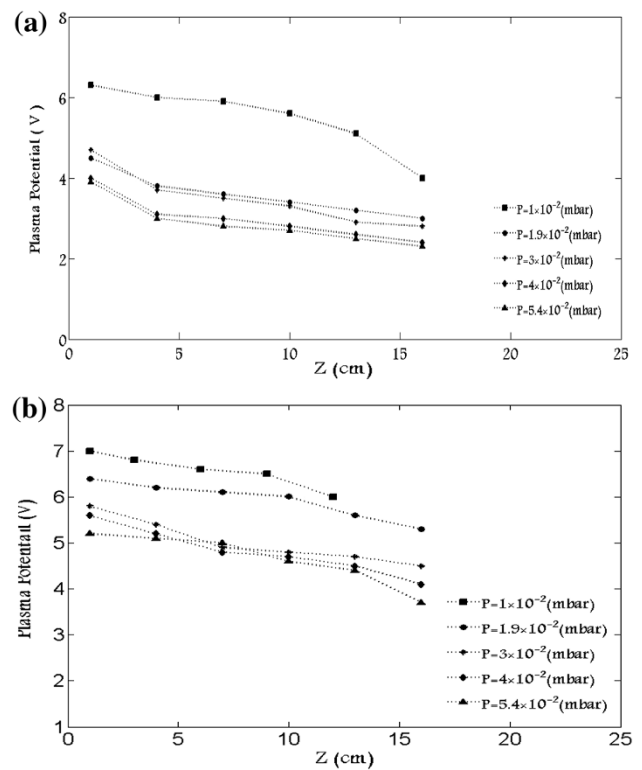 (a)
8
6
4
2
0
Plasma Potential ( V )
P=1×10⁻²(mbar)
P=1.9×10⁻²(mbar)
P=3×10⁻²(mbar)
P=4×10⁻²(mbar)
P=5.4×10⁻²(mbar)
0 5 10 15 20 25
Z (cm)
(b)
8
7
6
5
4
3
2
1
Plasma Potentail (V)
P=1×10⁻²(mbar)
P=1.9×10⁻²(mbar)
P=3×10⁻²(mbar)
P=4×10⁻²(mbar)
P=5.4×10⁻²(mbar)
0 5 10 15 20 25
Z (cm)